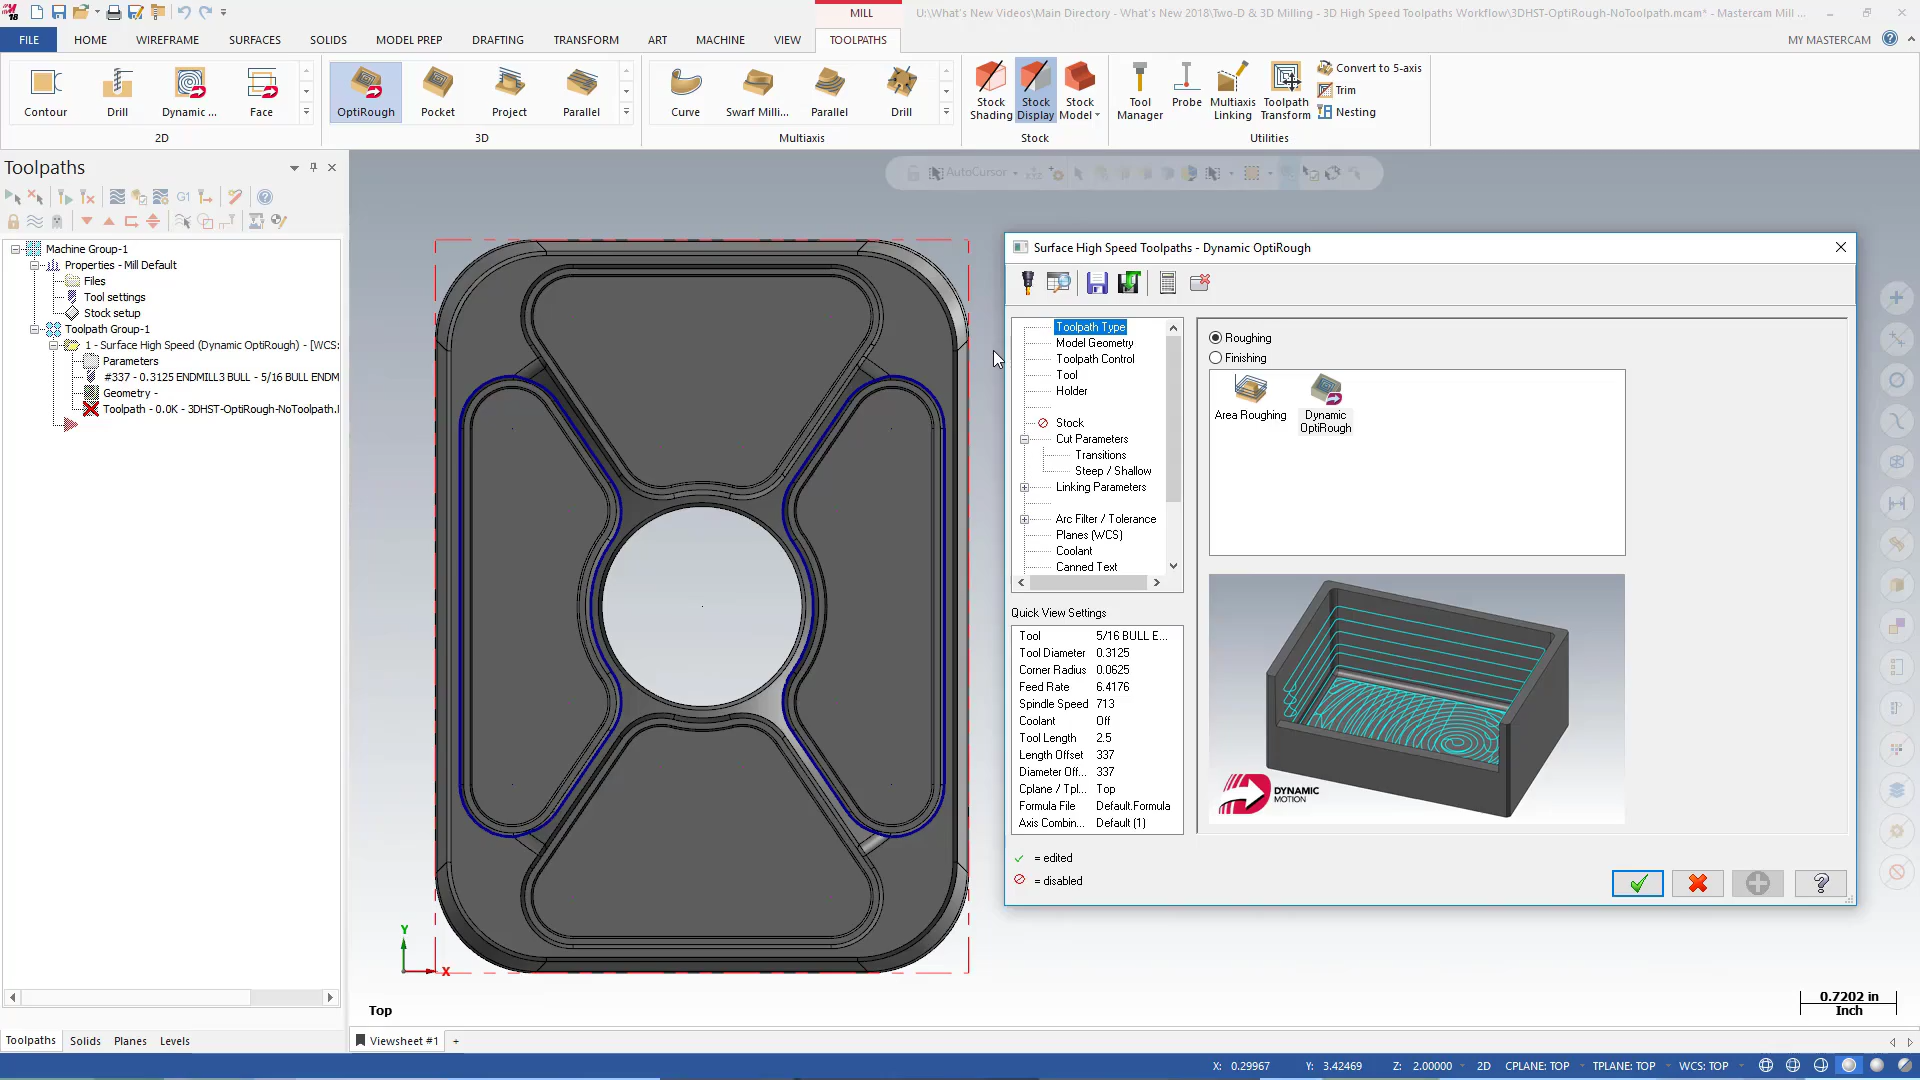 MILL
U:\What's New Videos\Main Directory - What's New 2018\Two-D & 3D Milling - 3D High Speed Toolpaths Workflow\3DHST-OptiRough-NoToolpath.mcam* - Mastercam Mill ...
FILE HOME WIREFRAME SURFACES SOLIDS MODEL PREP DRAFTING TRANSFORM ART MACHINE VIEW TOOLPATHS MY MASTERCAM
Contour Drill Dynamic ... Face
2D
OptiRough Pocket Project Parallel
3D
Curve Swarf Milli... Parallel Drill
Multiaxis
Stock Shading
Stock Display
Stock Model
Stock
Tool Manager
Probe
Multiaxis Linking
Toolpath Transform
Convert to 5-axis
Trim
Nesting
Utilities
Toolpaths
G1
AutoCursor
Machine Group-1
Properties - Mill Default
Files
Tool settings
Stock setup
Toolpath Group-1
1 - Surface High Speed (Dynamic OptiRough) - [WCS:
Parameters
#337 - 0.3125 ENDMILL3 BULL - 5/16 BULL ENDM
Geometry -
Toolpath - 0.0K - 3DHST-OptiRough-NoToolpath.
Surface High Speed Toolpaths - Dynamic OptiRough
Toolpath Type
Model Geometry
Toolpath Control
Tool
Holder
Stock
Cut Parameters
Transitions
Steep / Shallow
Linking Parameters
Arc Filter / Tolerance
Planes (WCS)
Coolant
Canned Text
Roughing
Finishing
Area Roughing
Dynamic OptiRough
DYNAMIC
MOTION
Quick View Settings
Tool 5/16 BULL E...
Tool Diameter 0.3125
Corner Radius 0.0625
Feed Rate 6.4176
Spindle Speed 713
Coolant Off
Tool Length 2.5
Length Offset 337
Diameter Off... 337
Cplane / Tpl... Top
Formula File Default.Formula
Axis Combin... Default (1)
= edited
= disabled
Y
X
Top
0.7202 in
Inch
Toolpaths Solids Planes Levels
Viewsheet #1 +
X: 0.29967 Y: 3.42469 Z: 2.00000 2D CPLANE: TOP TPLANE: TOP WCS: TOP